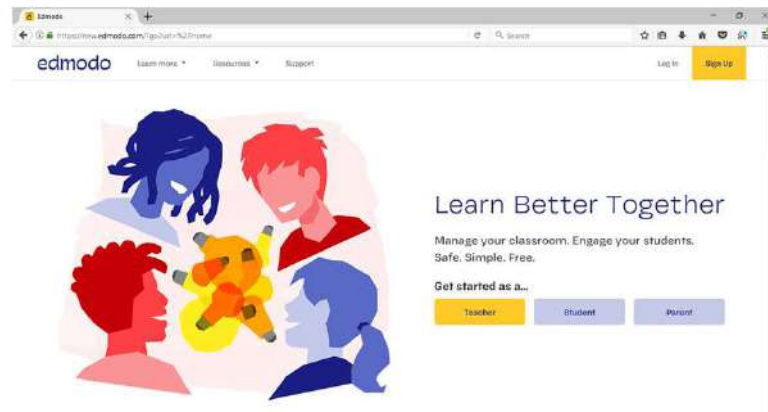 Edmodo
Search
edmodo
Learn more
Resources
Support
Log In
Sign Up
Learn Better Together
Manage your classroom. Engage your students.
Safe. Simple. Free.
Get started as a...
Teacher
Student
Parent